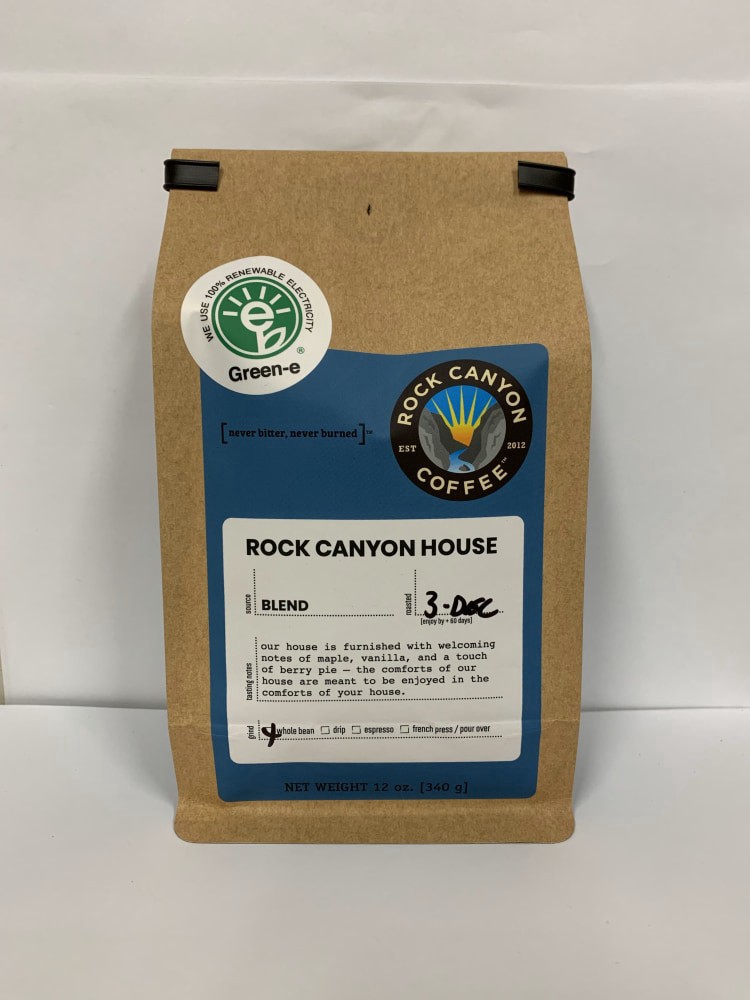 WE USE 100% RENEWABLE ELECTRICITY
e
®
Green-e
[never bitter, never burned]™
ROCK CANYON
EST 2012
COFFEE™
ROCK CANYON HOUSE
source
BLEND
roasted
3-DEC
[enjoy by + 60 days]
tasting notes
our house is furnished with welcoming
notes of maple, vanilla, and a touch
of berry pie — the comforts of our
house are meant to be enjoyed in the
comforts of your house.
grind
whole bean drip espresso french press / pour over
NET WEIGHT 12 oz. [340 g]